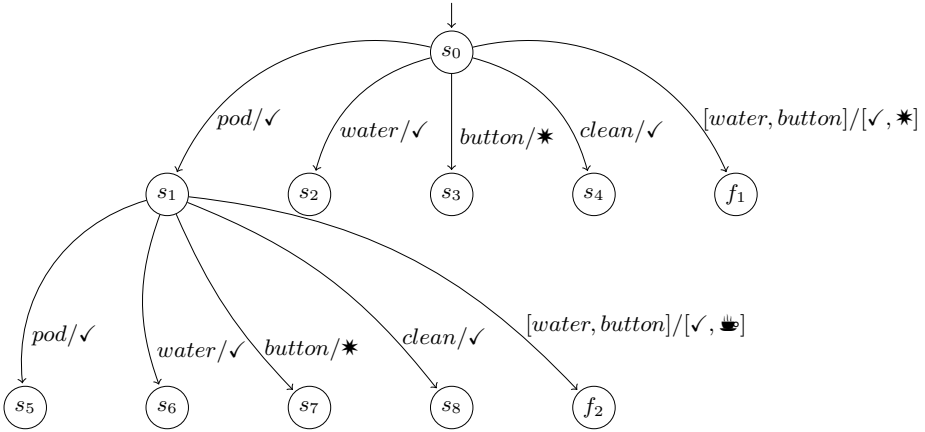 s₀
pod/✓
water/✓
button/✷
clean/✓
[water, button]/[✓, ✷]
s₁
s₂
s₃
s₄
f₁
pod/✓
water/✓
button/✷
clean/✓
[water, button]/[✓, ☕]
s₅
s₆
s₇
s₈
f₂